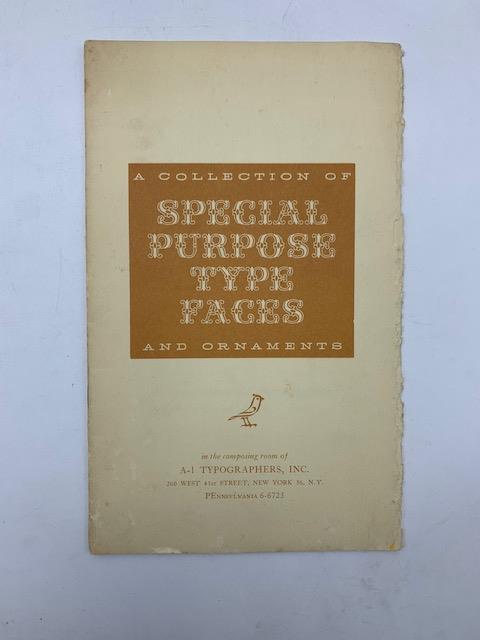 A COLLECTION OF
SPECIAL
PURPOSE
TYPE
FACES
AND ORNAMENTS
in the composing room of
A-1 TYPOGRAPHERS, INC.
260 WEST 41ST STREET, NEW YORK 36, N.Y.
PENNSYLVANIA 6-6723